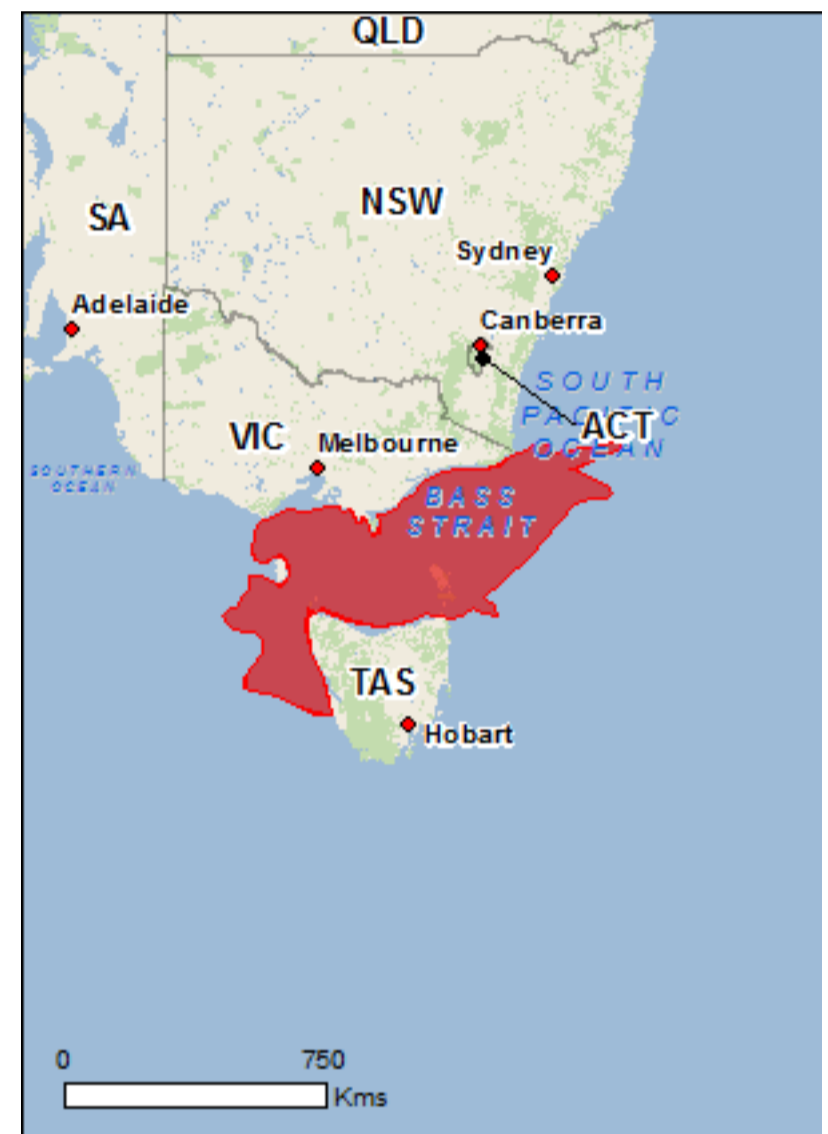 QLD
NSW
SA
Sydney
Adelaide
Canberra
SOUTH
PACIFIC
OCEAN
ACT
VIC
Melbourne
SOUTHERN
OCEAN
BASS
STRAIT
TAS
Hobart
0
750
Kms